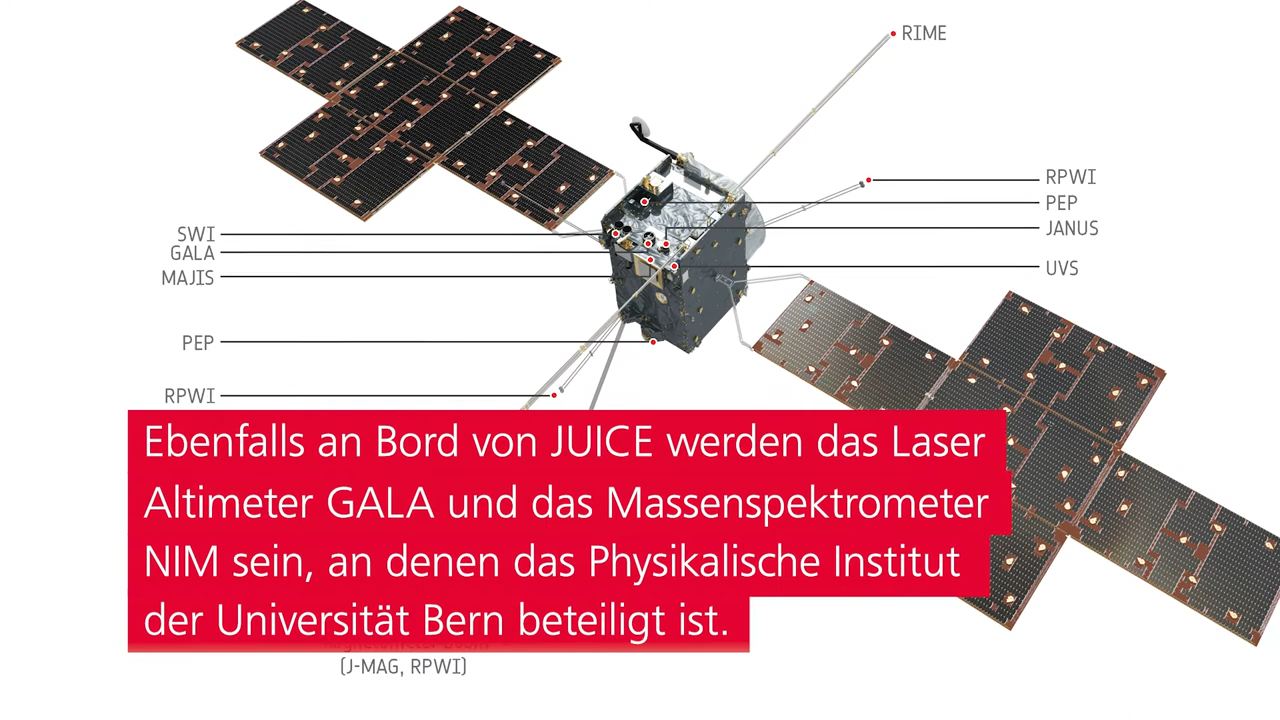 RIME
RPWI
PEP
JANUS
UVS
SWI
GALA
MAJIS
PEP
RPWI
Ebenfalls an Bord von JUICE werden das Laser
Altimeter GALA und das Massenspektrometer
NIM sein, an denen das Physikalische Institut
der Universität Bern beteiligt ist.
(J-MAG, RPWI)